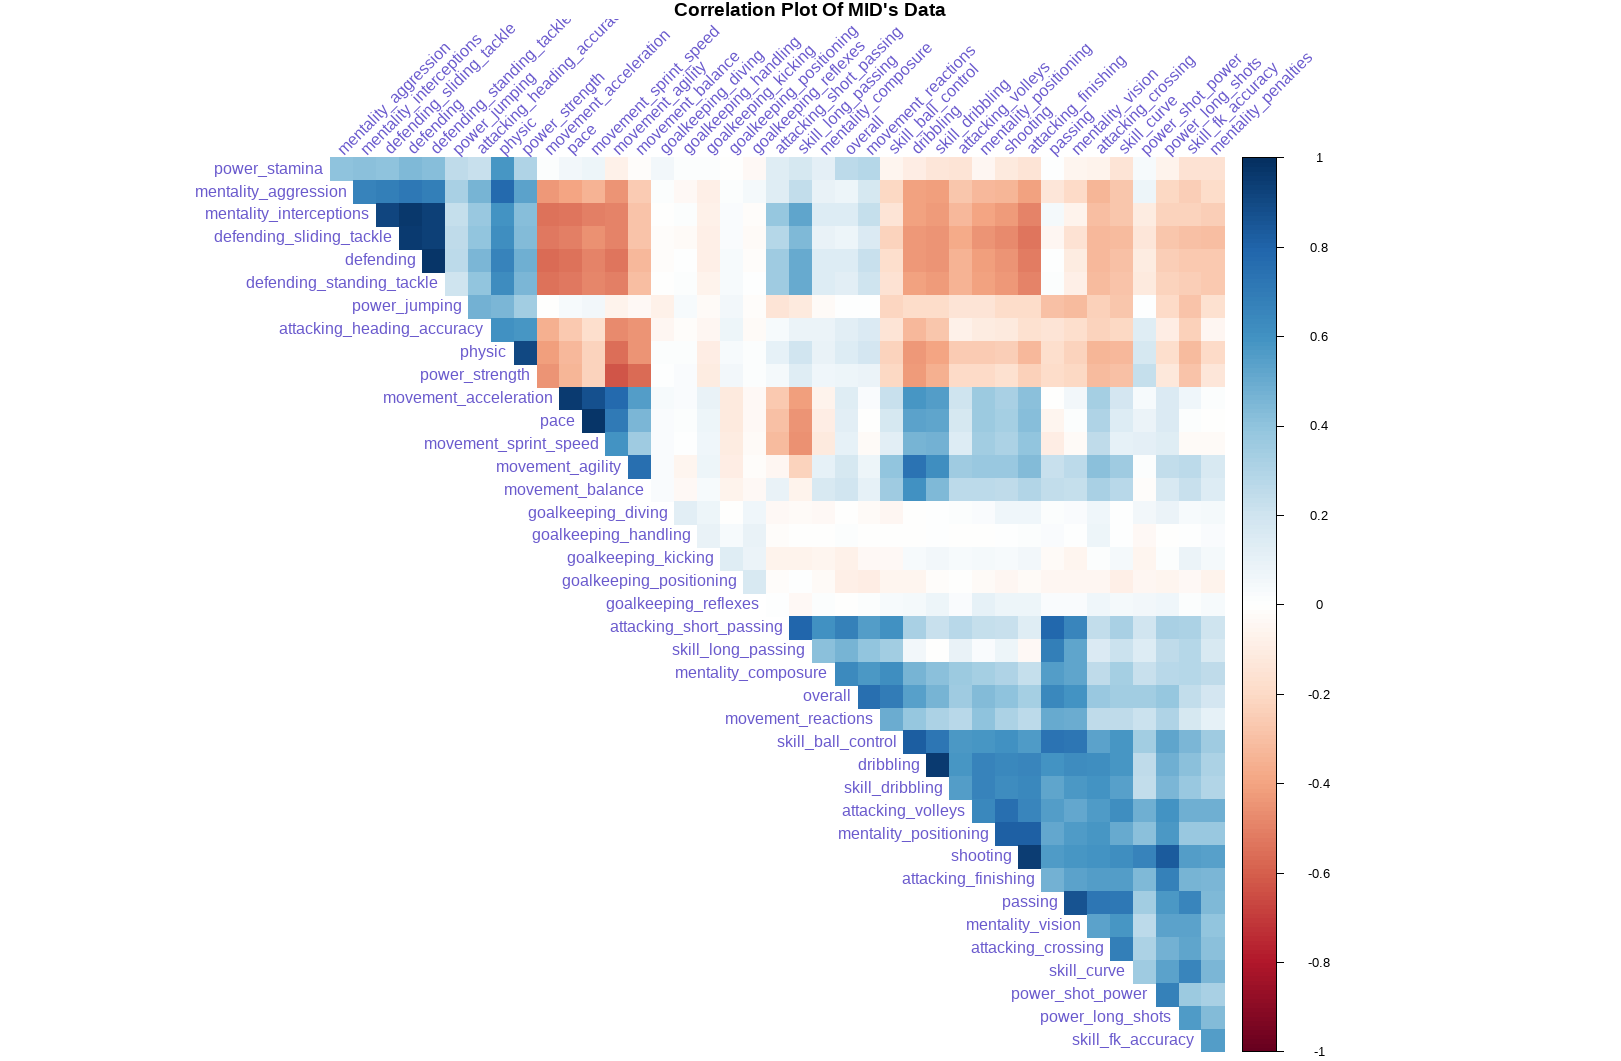 Correlation Plot Of MID's Data
mentality_aggression
mentality_interceptions
defending_sliding_tackle
defending
defending_standing_tackle
power_jumping
attacking_heading_accurac
physic
power_strength
movement_acceleration
pace
movement_sprint_speed
movement_agility
movement_balance
goalkeeping_diving
goalkeeping_handling
goalkeeping_kicking
goalkeeping_positioning
goalkeeping_reflexes
attacking_short_passing
skill_long_passing
mentality_composure
overall
movement_reactions
skill_ball_control
dribbling
skill_dribbling
attacking_volleys
mentality_positioning
shooting
attacking_finishing
passing
mentality_vision
attacking_crossing
skill_curve
power_shot_power
power_long_shots
skill_fk_accuracy
mentality_penalties
power_stamina
mentality_aggression
mentality_interceptions
defending_sliding_tackle
defending
defending_standing_tackle
power_jumping
attacking_heading_accuracy
physic
power_strength
movement_acceleration
pace
movement_sprint_speed
movement_agility
movement_balance
goalkeeping_diving
goalkeeping_handling
goalkeeping_kicking
goalkeeping_positioning
goalkeeping_reflexes
attacking_short_passing
skill_long_passing
mentality_composure
overall
movement_reactions
skill_ball_control
dribbling
skill_dribbling
attacking_volleys
mentality_positioning
shooting
attacking_finishing
passing
mentality_vision
attacking_crossing
skill_curve
power_shot_power
power_long_shots
skill_fk_accuracy
1
0.8
0.6
0.4
0.2
0
-0.2
-0.4
-0.6
-0.8
-1